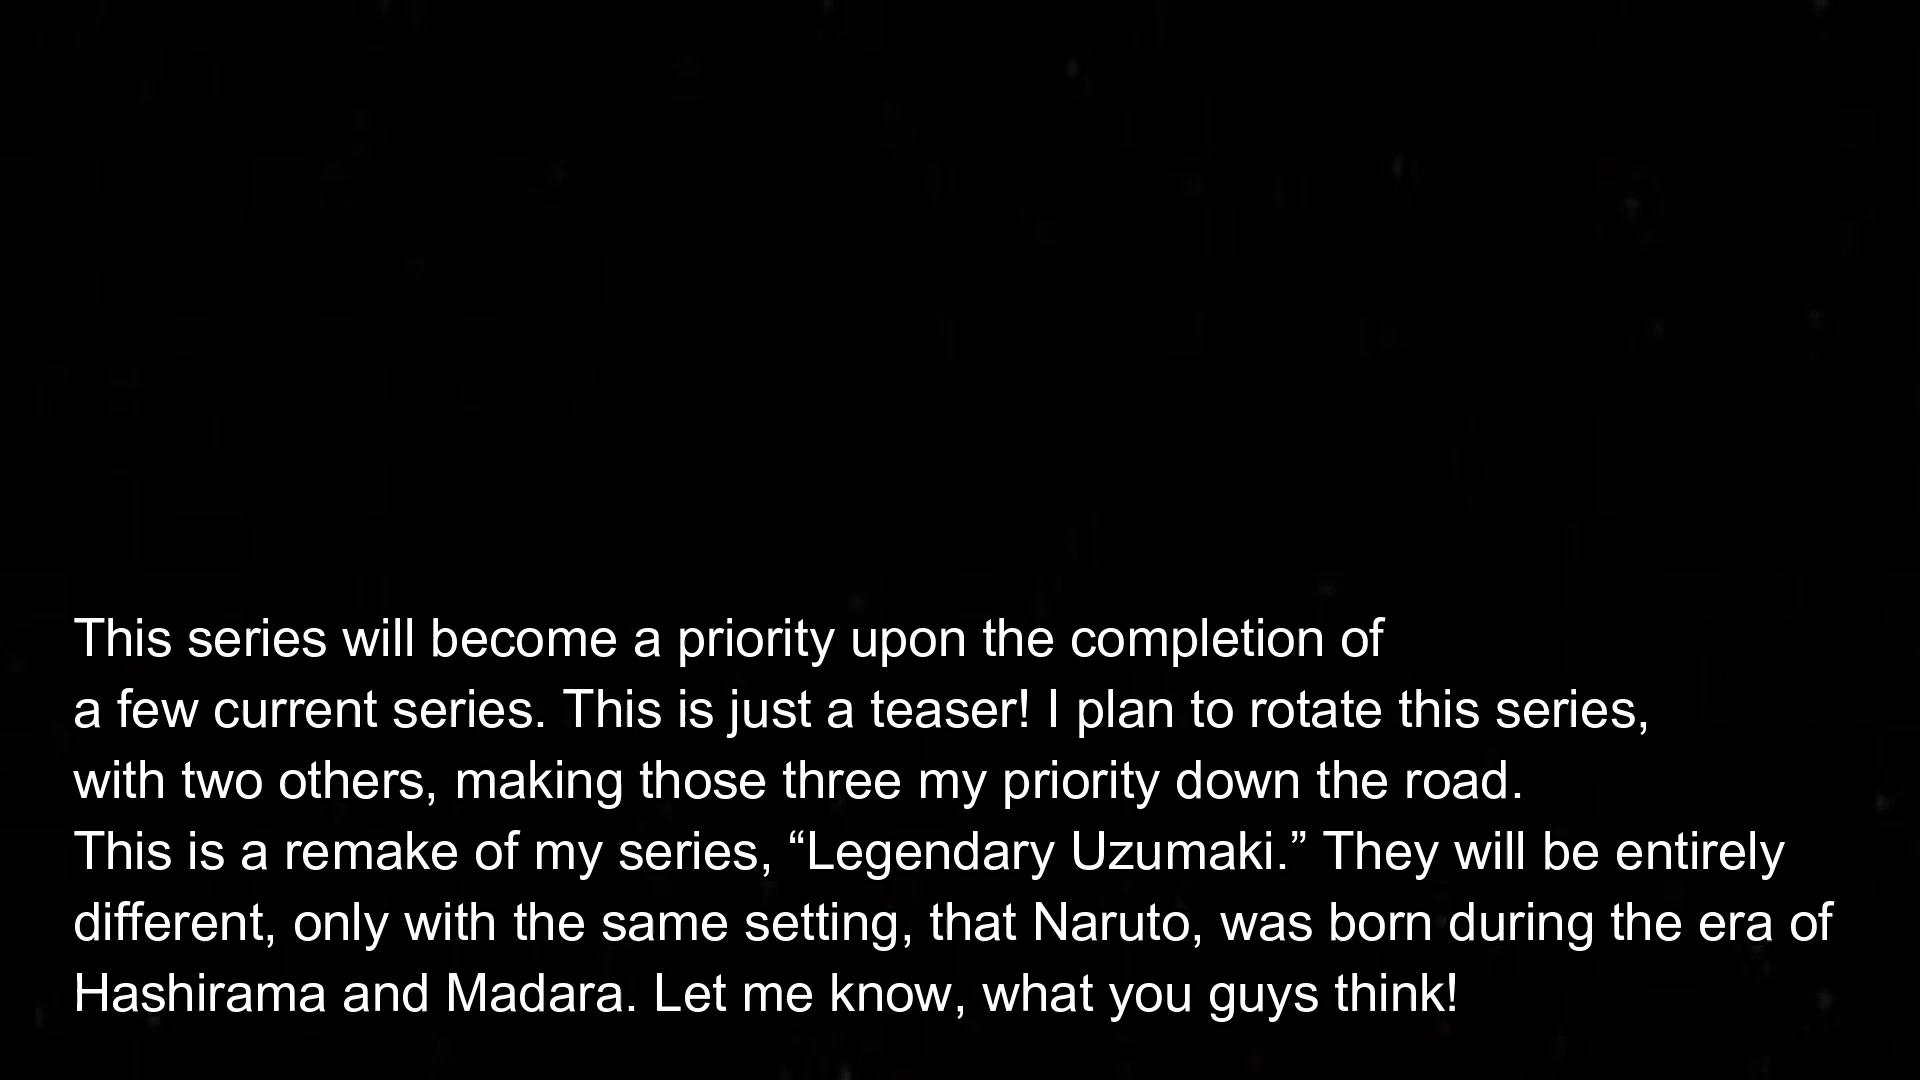 This series will become a priority upon the completion of
a few current series. This is just a teaser! I plan to rotate this series,
with two others, making those three my priority down the road.
This is a remake of my series, “Legendary Uzumaki.” They will be entirely
different, only with the same setting, that Naruto, was born during the era of
Hashirama and Madara. Let me know, what you guys think!